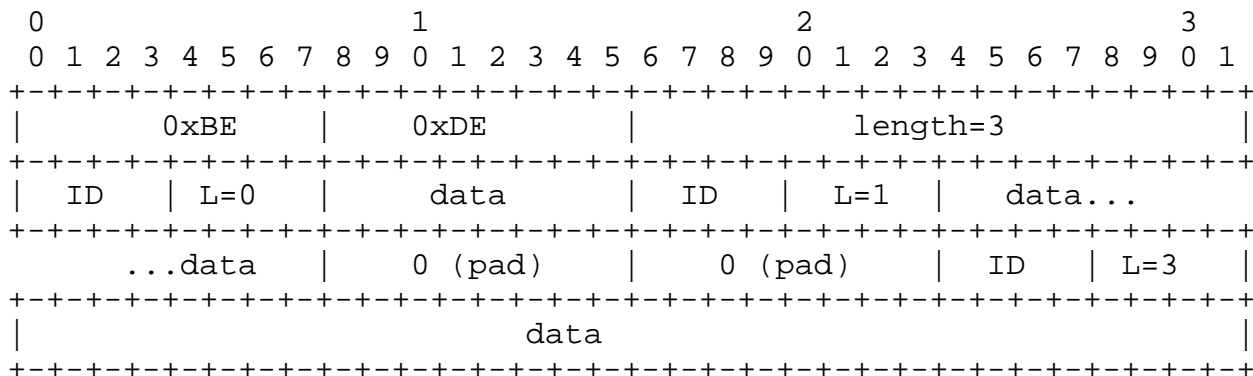 0                   1                   2                   3
 0 1 2 3 4 5 6 7 8 9 0 1 2 3 4 5 6 7 8 9 0 1 2 3 4 5 6 7 8 9 0 1
+-+-+-+-+-+-+-+-+-+-+-+-+-+-+-+-+-+-+-+-+-+-+-+-+-+-+-+-+-+-+-+-+
|       0xBE    |    0xDE       |           length=3            |
+-+-+-+-+-+-+-+-+-+-+-+-+-+-+-+-+-+-+-+-+-+-+-+-+-+-+-+-+-+-+-+-+
|  ID   | L=0   |     data      |  ID   |  L=1  |   data...
+-+-+-+-+-+-+-+-+-+-+-+-+-+-+-+-+-+-+-+-+-+-+-+-+-+-+-+-+-+-+-+-+
      ...data   |    0 (pad)    |    0 (pad)    |  ID   | L=3   |
+-+-+-+-+-+-+-+-+-+-+-+-+-+-+-+-+-+-+-+-+-+-+-+-+-+-+-+-+-+-+-+-+
|                          data                                 |
+-+-+-+-+-+-+-+-+-+-+-+-+-+-+-+-+-+-+-+-+-+-+-+-+-+-+-+-+-+-+-+-+